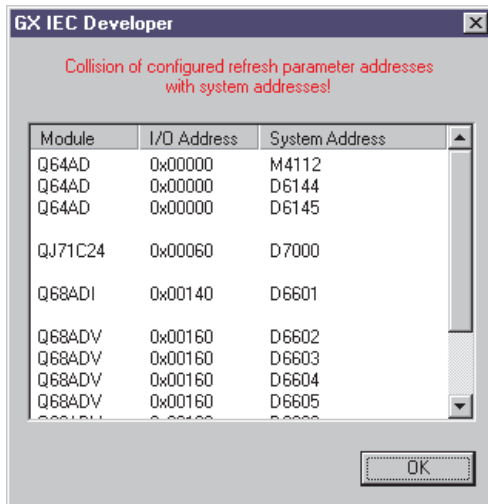 GX IEC Developer
Collision of configured refresh parameter addresses
with system addresses!
Module I/O Address System Address
Q64AD 0x00000 M4112
Q64AD 0x00000 D6144
Q64AD 0x00000 D6145
QJ71C24 0x00060 D7000
Q68ADI 0x00140 D6601
Q68ADV 0x00160 D6602
Q68ADV 0x00160 D6603
Q68ADV 0x00160 D6604
Q68ADV 0x00160 D6605
OK